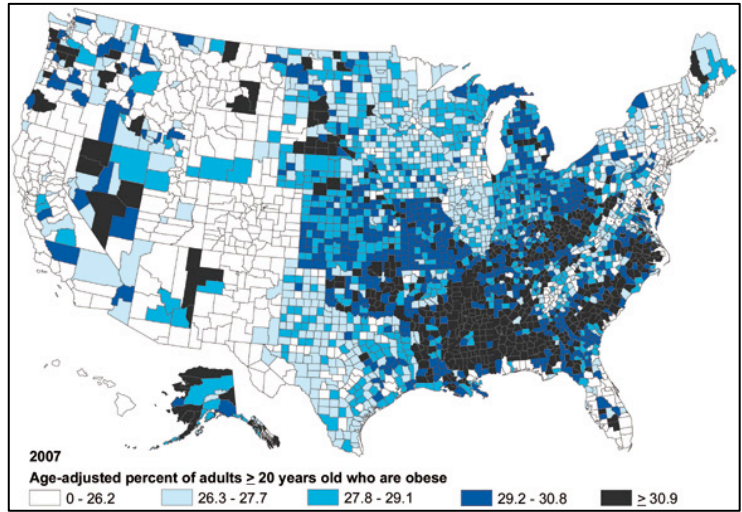 2007
Age-adjusted percent of adults ≥ 20 years old who are obese
0 - 26.2 26.3 - 27.7 27.8 - 29.1 29.2 - 30.8 ≥ 30.9